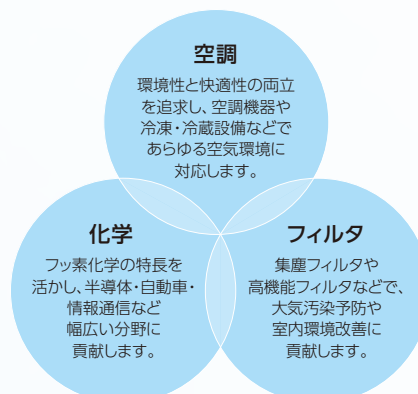 空調
環境性と快適性の両立
を追求し、空調機器や
冷凍・冷蔵設備などで
あらゆる空気環境に
対応します。
化学
フッ素化学の特長を
活かし、半導体・自動車・
情報通信など
幅広い分野に
貢献します。
フィルタ
集塵フィルタや
高機能フィルタなどで、
大気汚染予防や
室内環境改善に
貢献します。